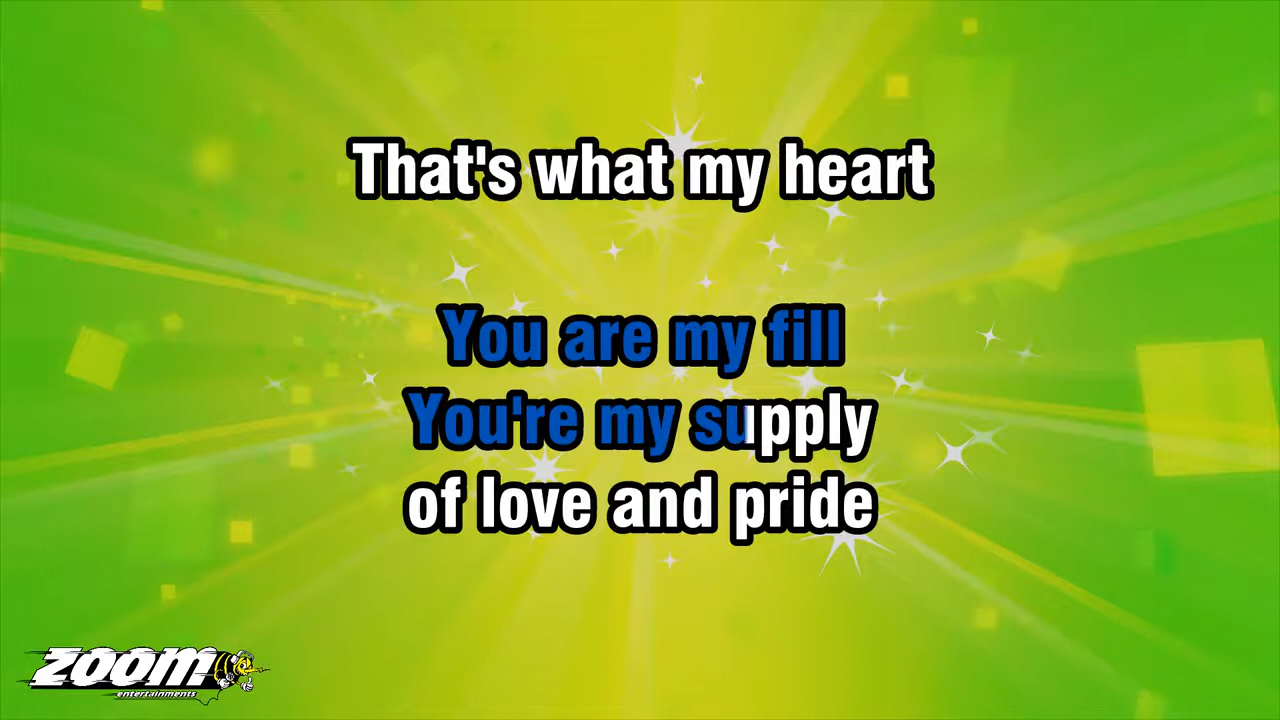 That's what my heart
You are my fill
You're my supply
of love and pride
ZOOM
entertainments